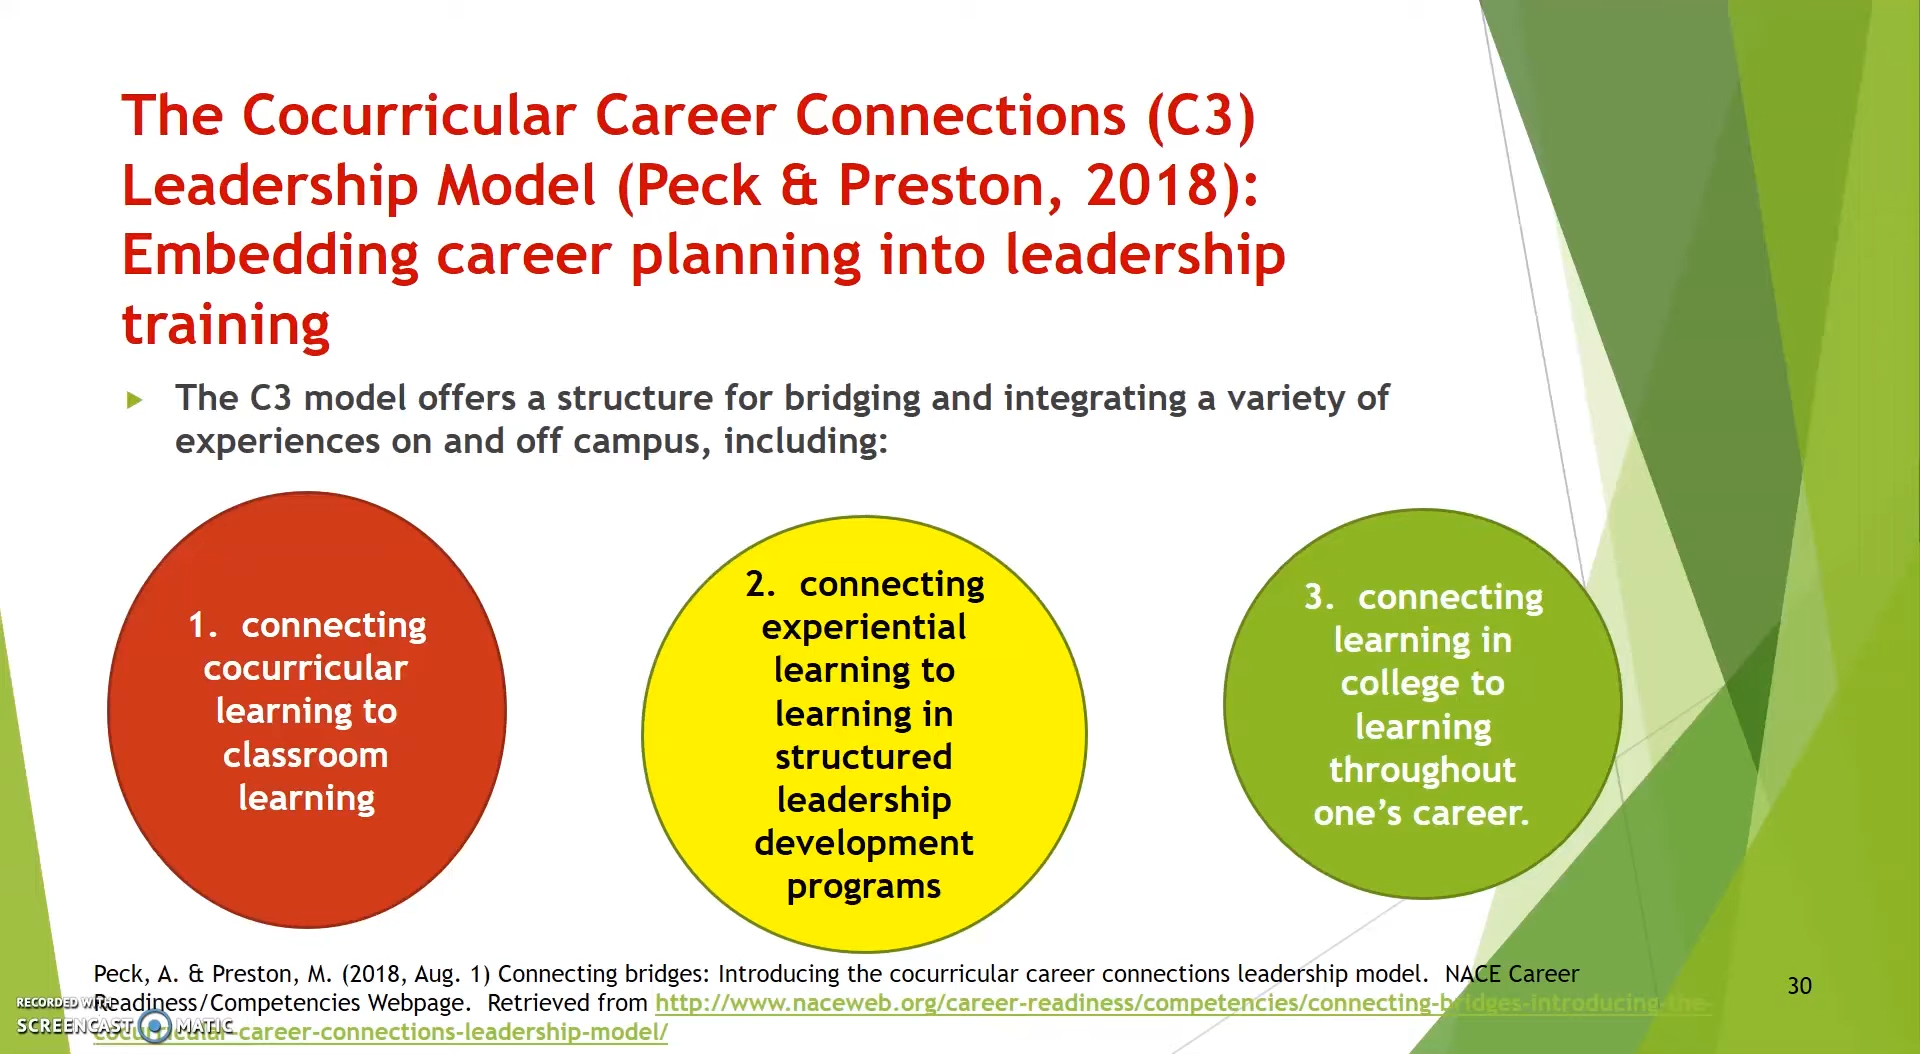 The Cocurricular Career Connections (C3)
Leadership Model (Peck & Preston, 2018):
Embedding career planning into leadership
training
The C3 model offers a structure for bridging and integrating a variety of
experiences on and off campus, including:
1. connecting
cocurricular
learning to
classroom
learning
2. connecting
experiential
learning to
learning in
structured
leadership
development
programs
3. connecting
learning in
college to
learning
throughout
one’s career.
Peck, A. & Preston, M. (2018, Aug. 1) Connecting bridges: Introducing the cocurricular career connections leadership model. NACE Career
Readiness/Competencies Webpage. Retrieved from http://www.naceweb.org/career-readiness/competencies/connecting-bridges-introducing-the-
cocurricular-career-connections-leadership-model/
30
RECORDED WITH
SCREENCAST MATIC